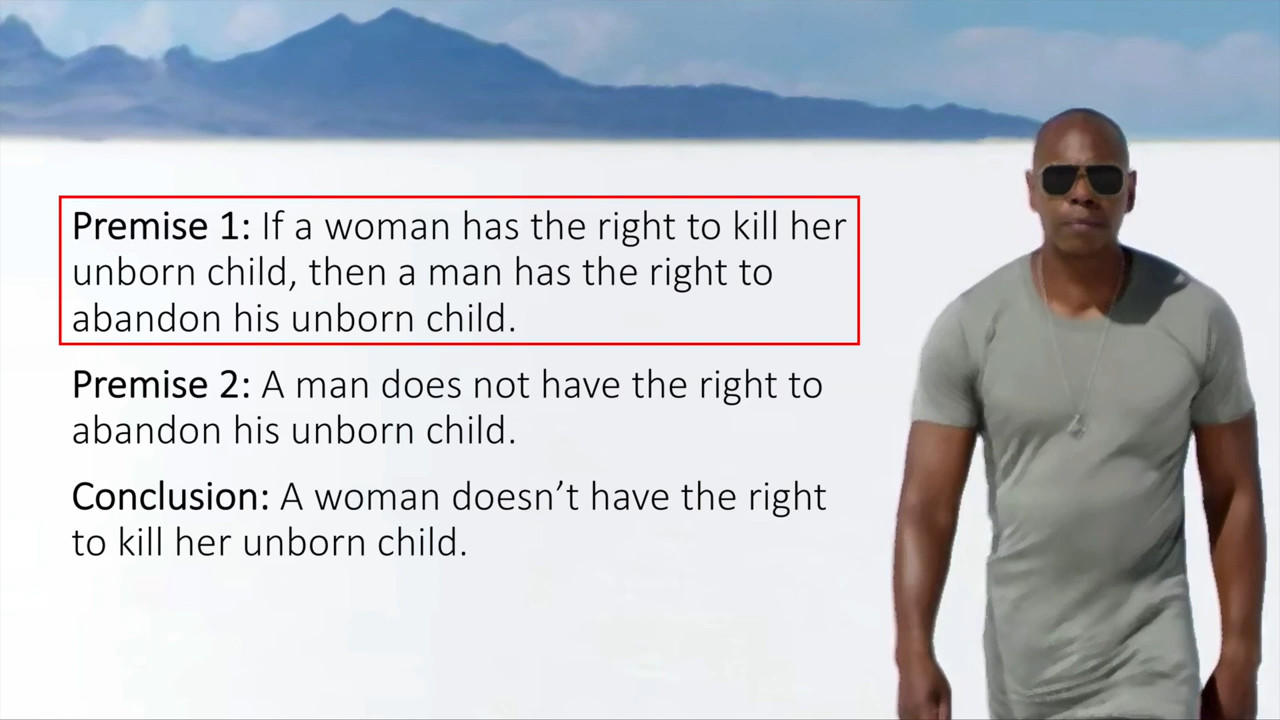 Premise 1: If a woman has the right to kill her
unborn child, then a man has the right to
abandon his unborn child.
Premise 2: A man does not have the right to
abandon his unborn child.
Conclusion: A woman doesn’t have the right
to kill her unborn child.